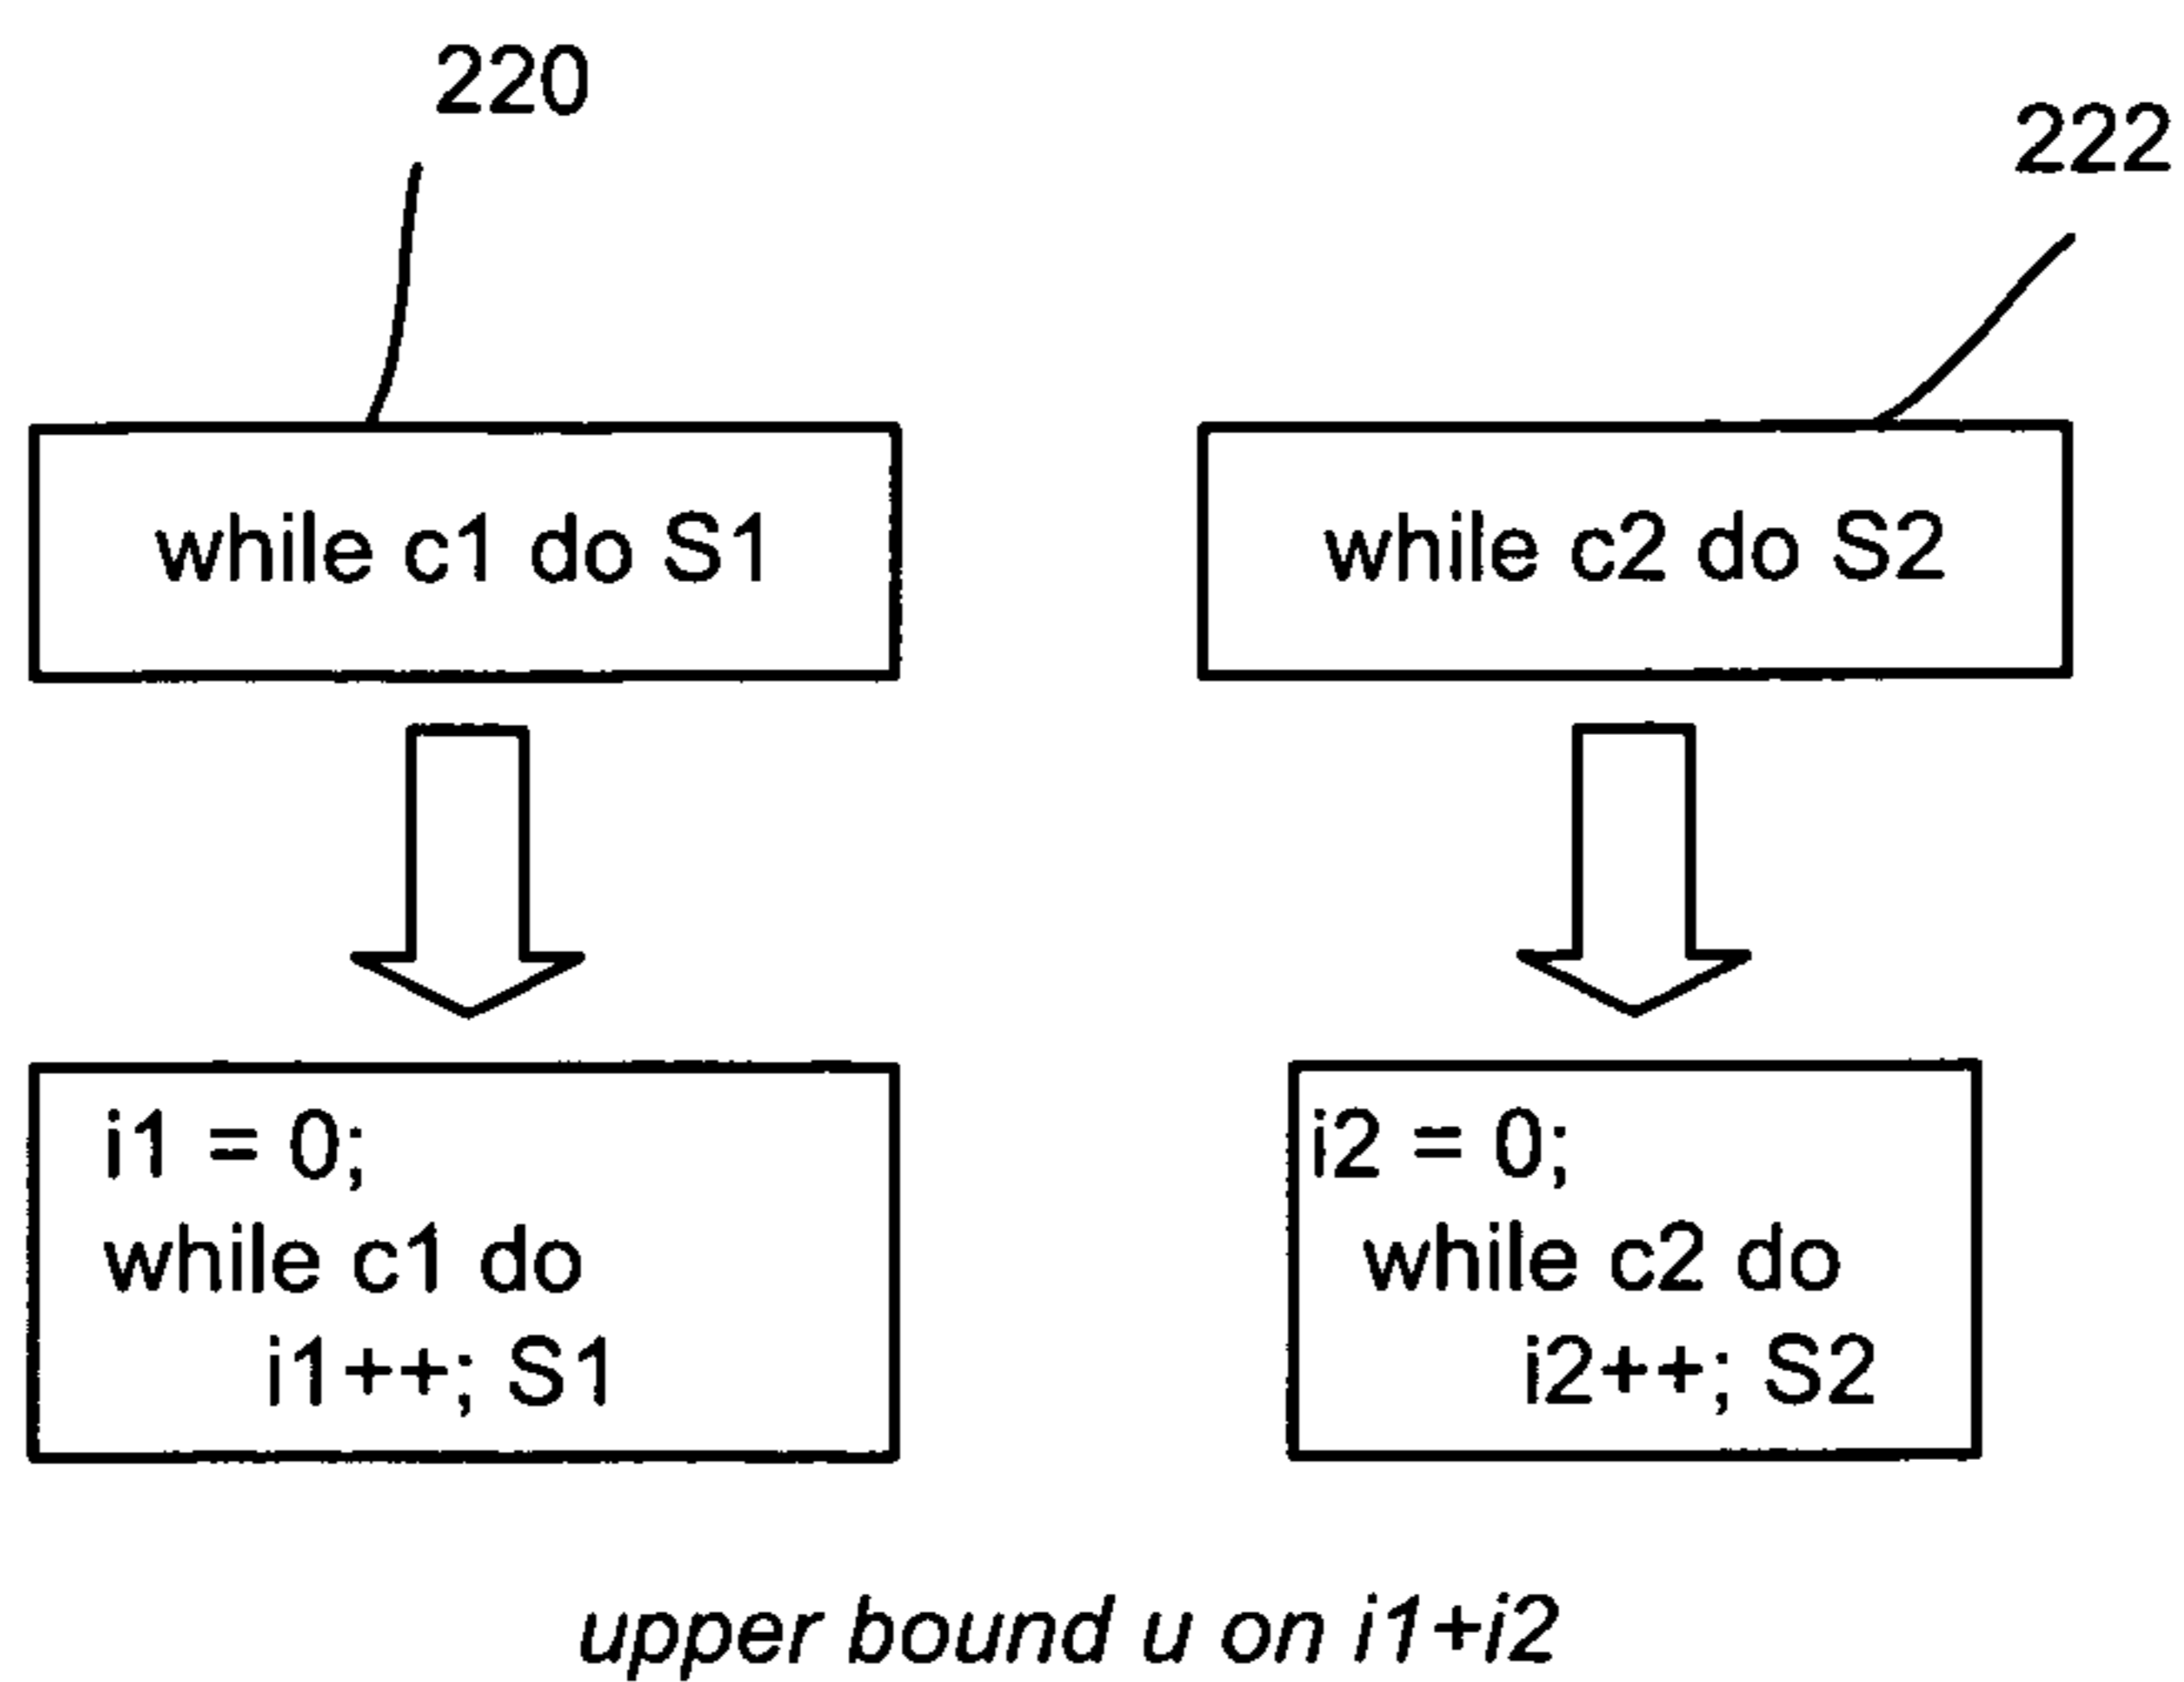 220
222
while c1 do S1
while c2 do S2
i1 = 0;
while c1 do
i1++; S1
i2 = 0;
while c2 do
i2++; S2
upper bound u on i1+i2